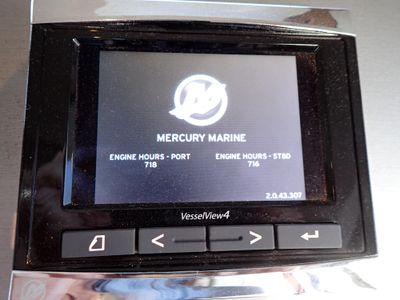 MERCURY MARINE
ENGINE HOURS - PORT ENGINE HOURS - STBD
718 716
2.0.43.307
VesselView4
< >